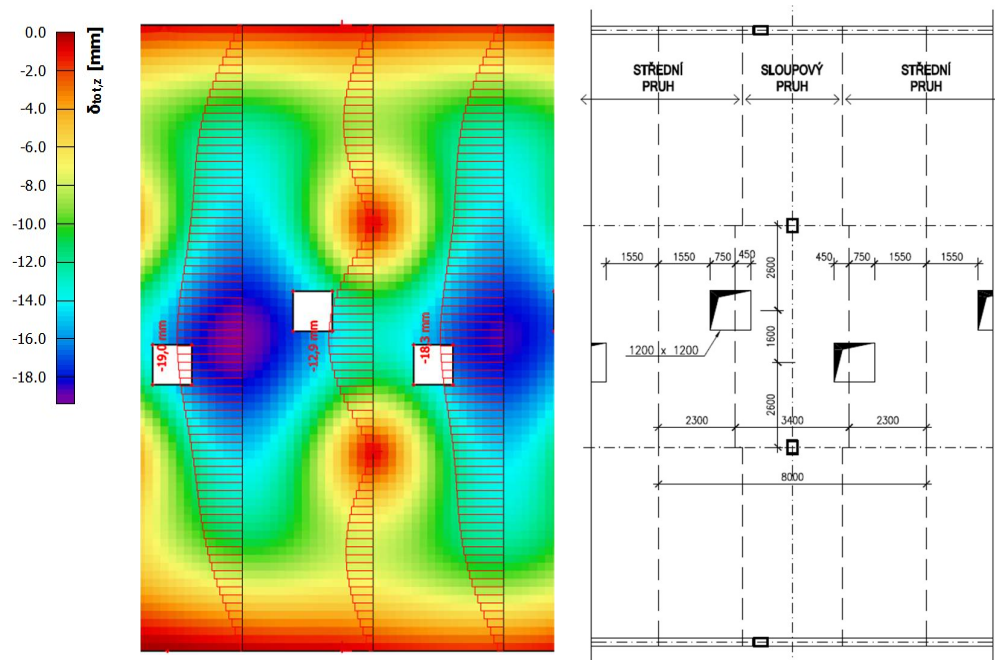 0.0
-2.0
-4.0
-6.0
-8.0
-10.0
-12.0
-14.0
-16.0
-18.0
δtot,z [mm]
-19,0 mm
-12,9 mm
-18,3 mm
STŘEDNÍ
PRUH
SLOUPOVÝ
PRUH
STŘEDNÍ
PRUH
1550
1550
750
450
2600
450
750
1550
1550
1600
1200 x 1200
2600
2300
3400
2300
8000